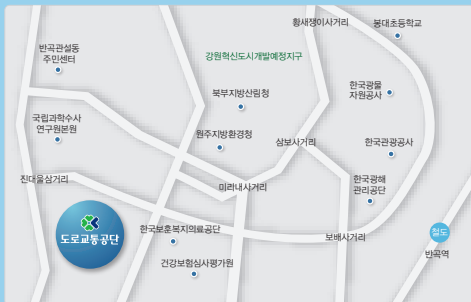 황새쟁이사거리
봉대초등학교
반곡관설동
주민센터
강원혁신도시개발예정지구
북부지방산림청
한국광물
자원공사
국립과학수사
연구원본원
원주지방환경청
삼보사거리
한국관광공사
진대울삼거리
미리내사거리
한국광해
관리공단
도로교통공단
한국보훈복지의료공단
보배사거리
철도
반곡역
건강보험심사평가원